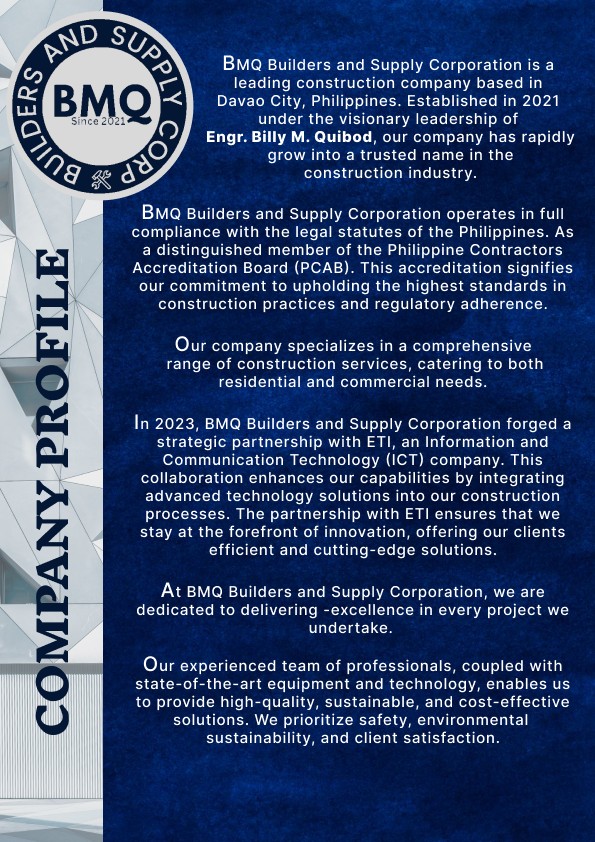 BUILDERS AND SUPPLY CORP
BMQ
Since 2021
COMPANY PROFILE
BMQ Builders and Supply Corporation is a
leading construction company based in
Davao City, Philippines. Established in 2021
under the visionary leadership of
Engr. Billy M. Quibod, our company has rapidly
grow into a trusted name in the
construction industry.
BMQ Builders and Supply Corporation operates in full
compliance with the legal statutes of the Philippines. As
a distinguished member of the Philippine Contractors
Accreditation Board (PCAB). This accreditation signifies
our commitment to upholding the highest standards in
construction practices and regulatory adherence.
Our company specializes in a comprehensive
range of construction services, catering to both
residential and commercial needs.
In 2023, BMQ Builders and Supply Corporation forged a
strategic partnership with ETI, an Information and
Communication Technology (ICT) company. This
collaboration enhances our capabilities by integrating
advanced technology solutions into our construction
processes. The partnership with ETI ensures that we
stay at the forefront of innovation, offering our clients
efficient and cutting-edge solutions.
At BMQ Builders and Supply Corporation, we are
dedicated to delivering -excellence in every project we
undertake.
Our experienced team of professionals, coupled with
state-of-the-art equipment and technology, enables us
to provide high-quality, sustainable, and cost-effective
solutions. We prioritize safety, environmental
sustainability, and client satisfaction.